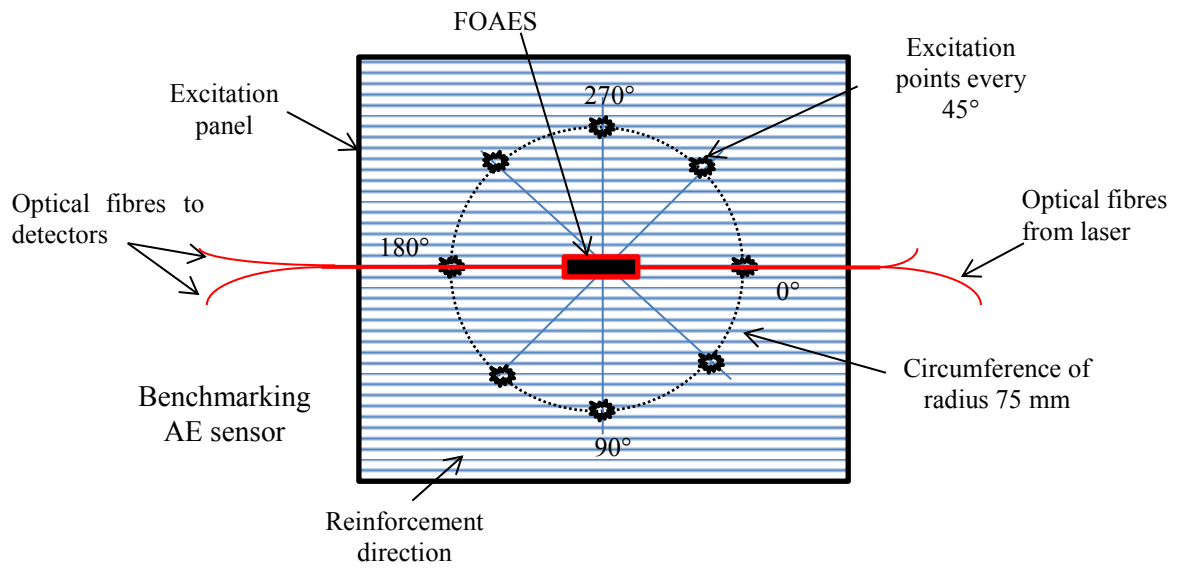 FOAES
Excitation
points every
45°
Excitation
panel
270°
Optical fibres to
detectors
180°
0°
Optical fibres
from laser
Circumference of
radius 75 mm
Benchmarking
AE sensor
90°
Reinforcement
direction